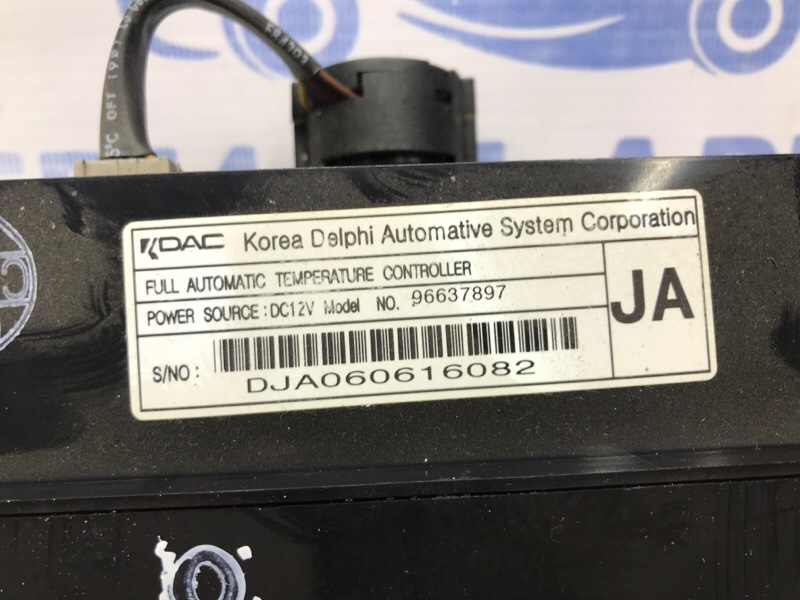 KDAC Korea Delphi Automative System Corporation
FULL AUTOMATIC TEMPERATURE CONTROLLER
POWER SOURCE : DC12V Model NO. 96637897
JA
S/NO :
DJA060616082